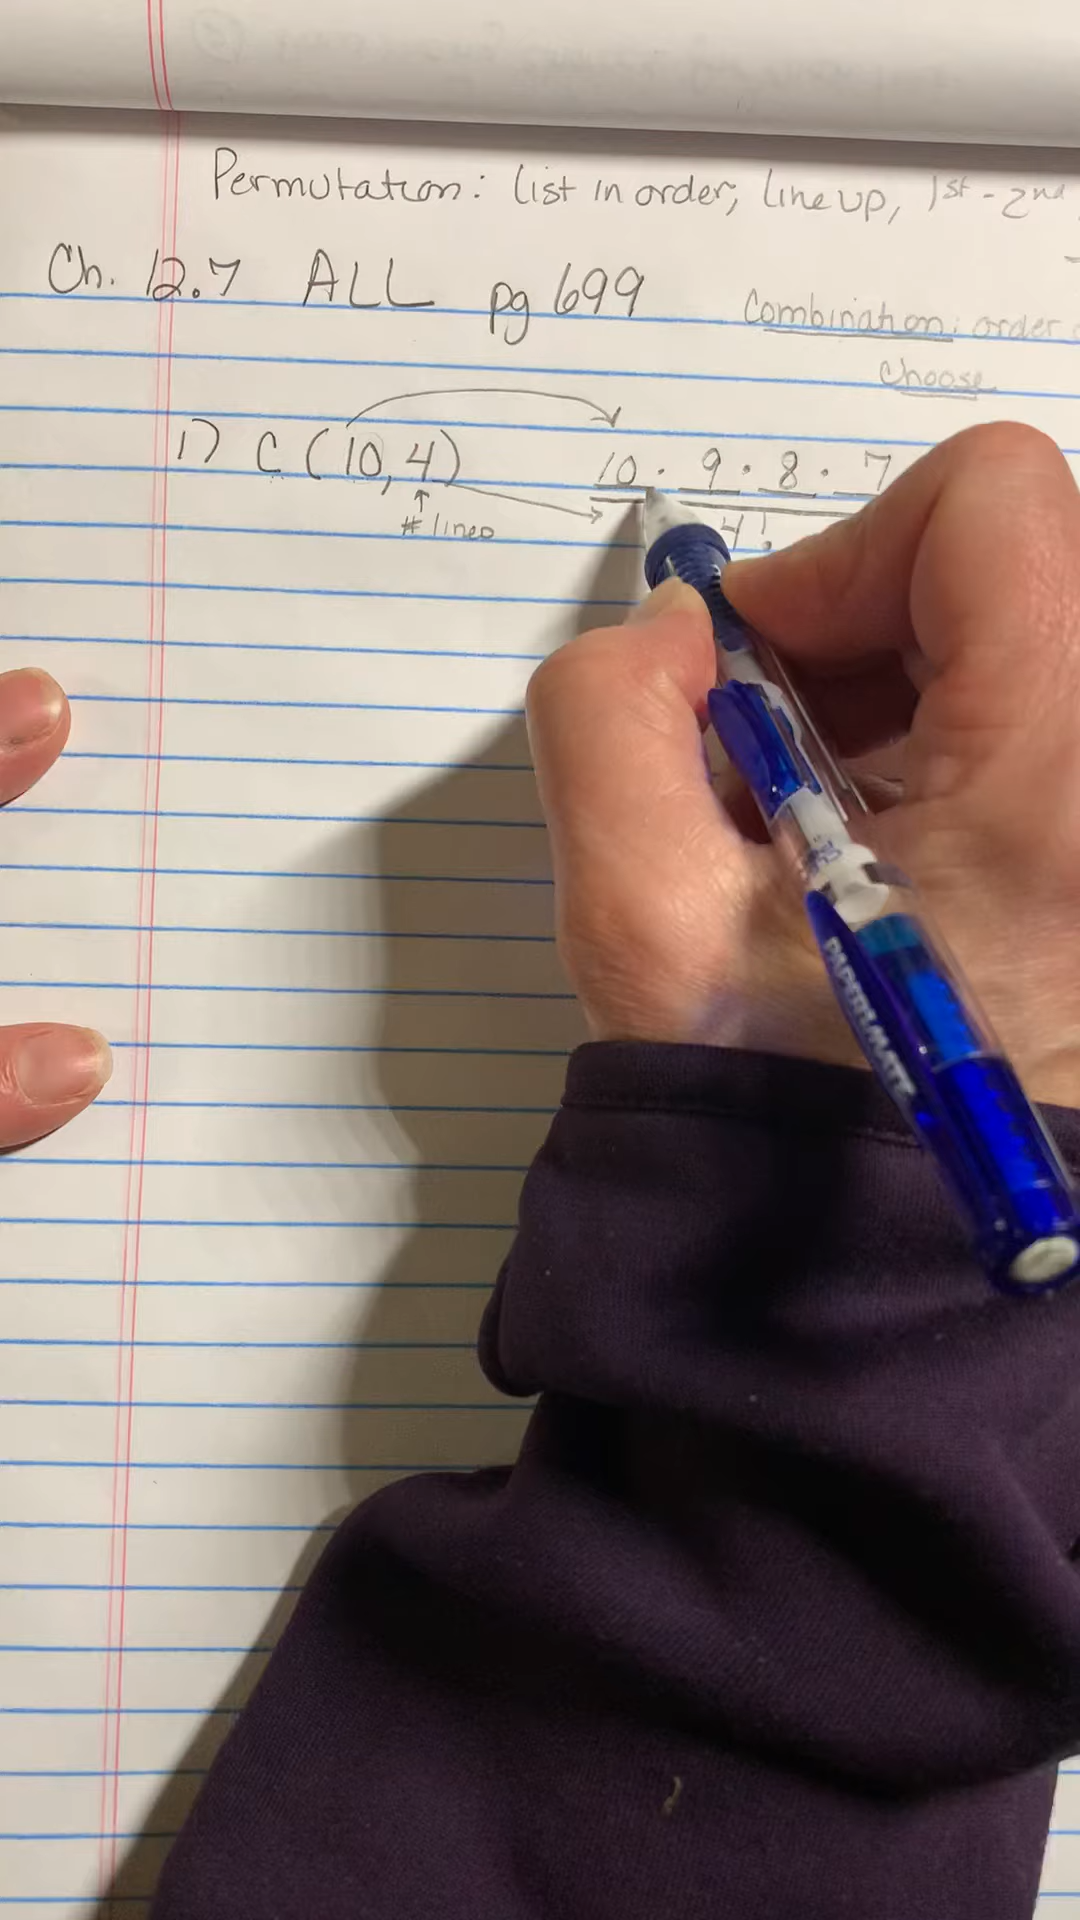 Permutation: list in order, line up, 1st - 2nd
Ch. 12.7 ALL pg 699
Combination: order
choose
1) C (10, 4) 10 · 9 · 8 · 7
# lines 4!
PAPERMATE